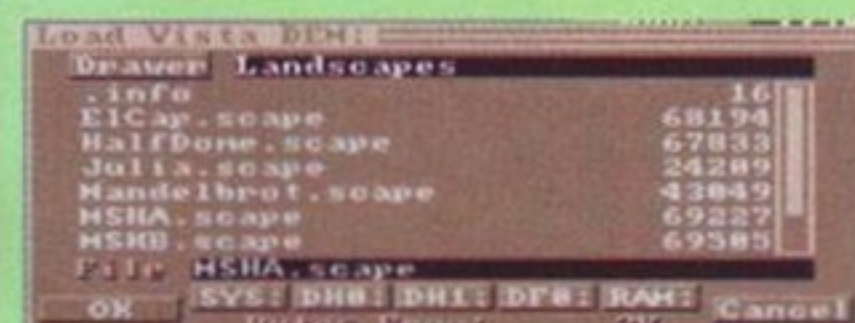 Load Vista DEM:
Drawer Landscapes
.info 16
ElCap.scape 68194
HalfDome.scape 67833
Julia.scape 24209
Mandelbrot.scape 43049
MSHA.scape 69227
MSHB.scape 69505
File MSHA.scape
OK SYS: DH0: DH1: DF0: RAM: Cancel